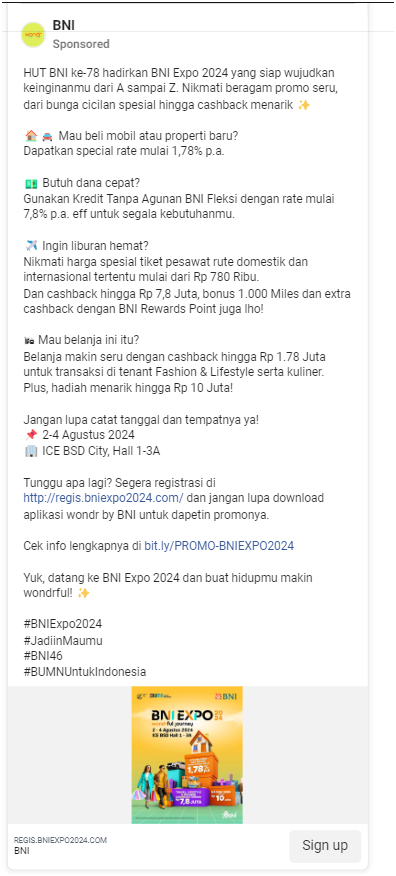 BNI
Sponsored
HUT BNI ke-78 hadirkan BNI Expo 2024 yang siap wujudkan
keinginanmu dari A sampai Z. Nikmati beragam promo seru,
dari bunga cicilan spesial hingga cashback menarik ✨
🏠 🚘 Mau beli mobil atau properti baru?
Dapatkan special rate mulai 1,78% p.a.
💵 Butuh dana cepat?
Gunakan Kredit Tanpa Agunan BNI Fleksi dengan rate mulai
7,8% p.a. eff untuk segala kebutuhanmu.
✈️ Ingin liburan hemat?
Nikmati harga spesial tiket pesawat rute domestik dan
internasional tertentu mulai dari Rp 780 Ribu.
Dan cashback hingga Rp 7,8 Juta, bonus 1.000 Miles dan extra
cashback dengan BNI Rewards Point juga lho!
🛍 Mau belanja ini itu?
Belanja makin seru dengan cashback hingga Rp 1.78 Juta
untuk transaksi di tenant Fashion & Lifestyle serta kuliner.
Plus, hadiah menarik hingga Rp 10 Juta!
Jangan lupa catat tanggal dan tempatnya ya!
📌 2-4 Agustus 2024
🏢 ICE BSD City, Hall 1-3A
Tunggu apa lagi? Segera registrasi di
http://regis.bniexpo2024.com/ dan jangan lupa download
aplikasi wondr by BNI untuk dapetin promonya.
Cek info lengkapnya di bit.ly/PROMO-BNIEXPO2024
Yuk, datang ke BNI Expo 2024 dan buat hidupmu makin
wondrful! ✨
#BNIExpo2024
#JadiinMaumu
#BNI46
#BUMNUntukIndonesia
BNI
BNI EXPO 2024
wondrful journey
2 - 4 Agustus 2024
ICE BSD Hall 1 - 3A
1,78%
7,8 JUTA
10
REGIS.BNIEXPO2024.COM
BNI
Sign up